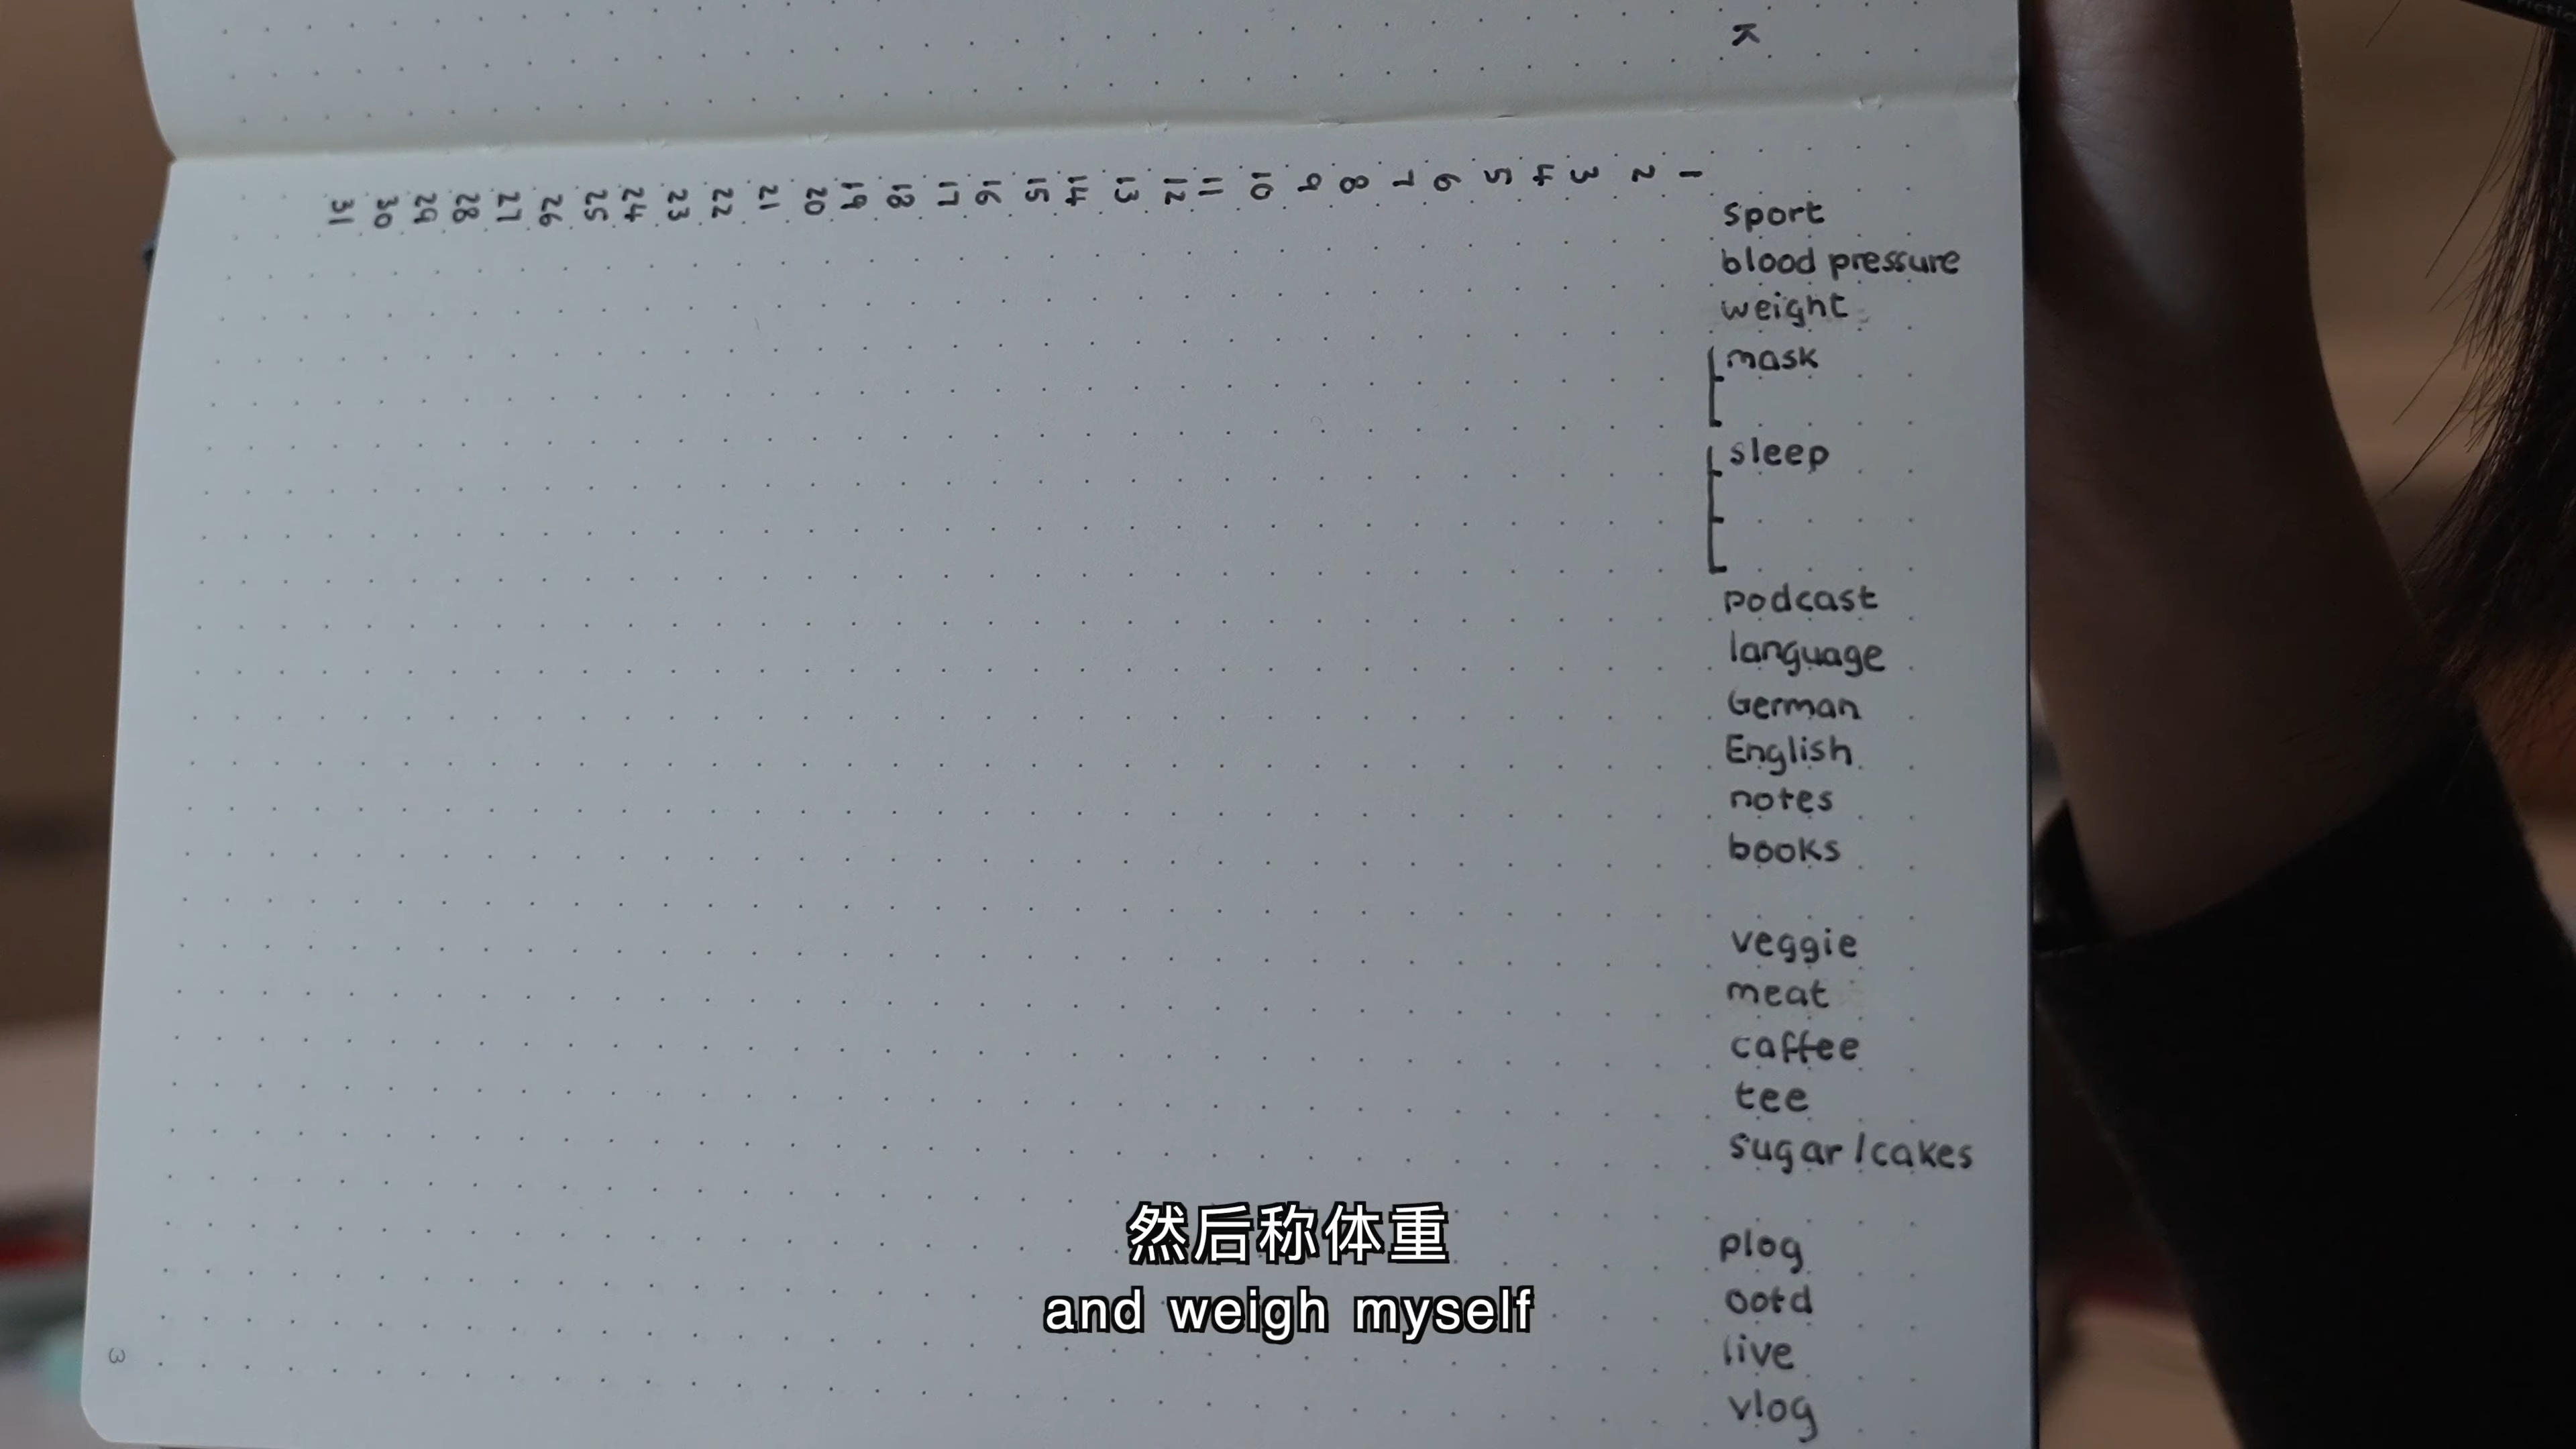 K
31 30 29 28 27 26 25 24 23 22 21 20 19 18 17 16 15 14 13 12 11 10 9 8 7 6 5 4 3 2 1
sport
blood pressure
weight
mask
sleep
podcast
language
German
English
notes
books
veggie
meat
caffee
tee
sugar/cakes
plog
ootd
live
vlog
然后称体重
and weigh myself
3